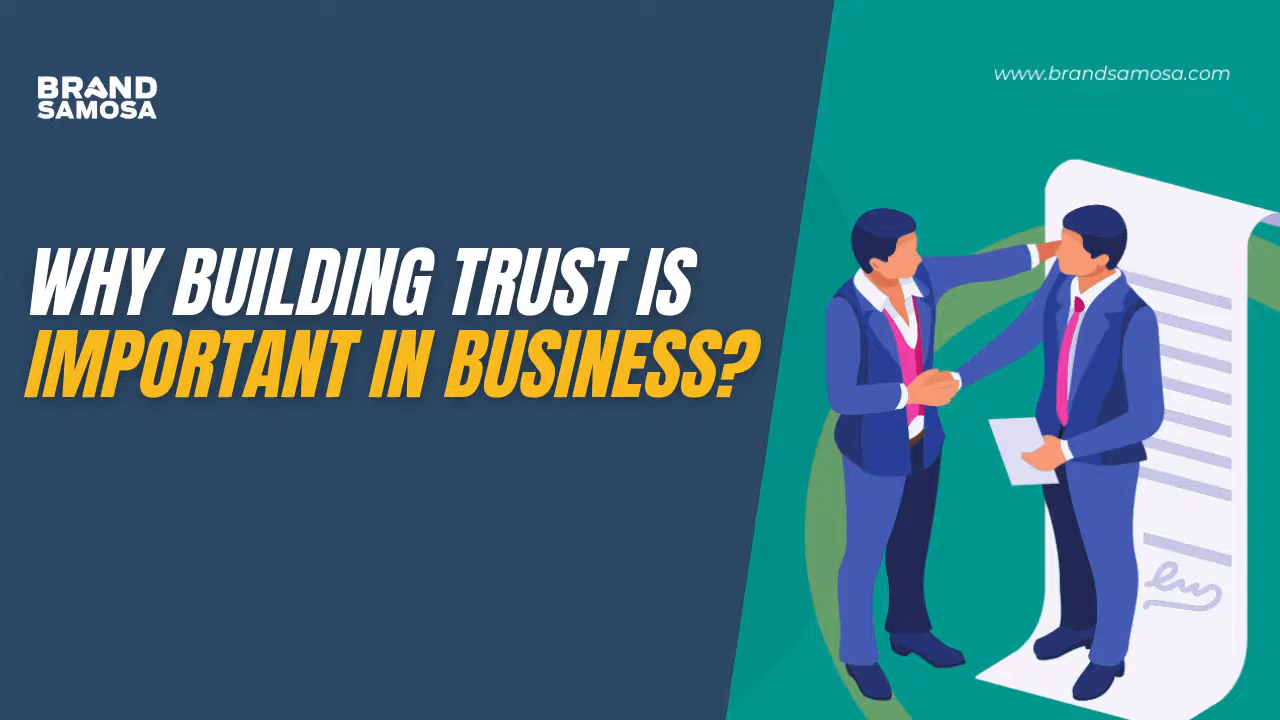 BRAND
SAMOSA
www.brandsamosa.com
WHY BUILDING TRUST IS
IMPORTANT IN BUSINESS?